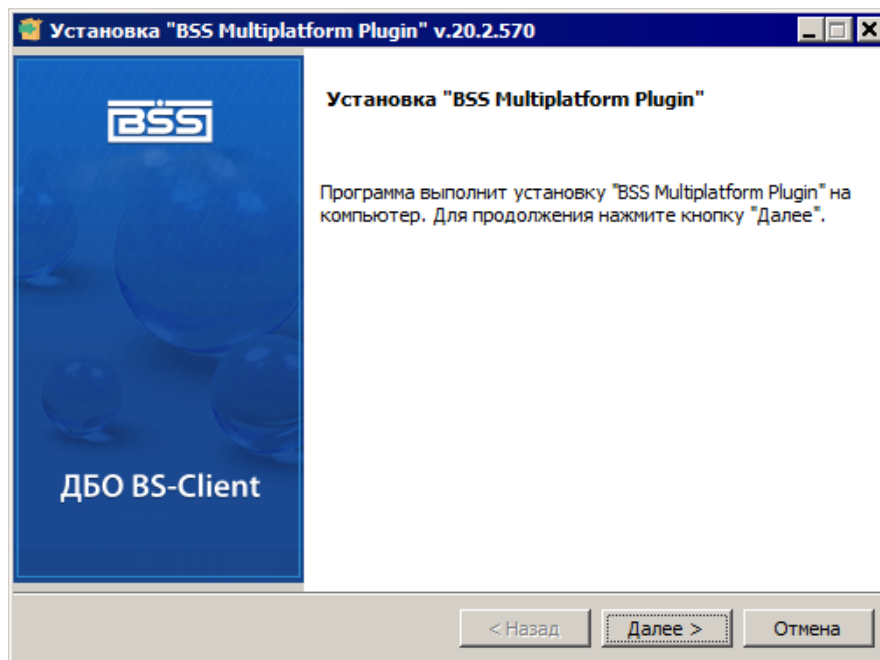 Установка "BSS Multiplatform Plugin" v.20.2.570
BSS
Установка "BSS Multiplatform Plugin"
Программа выполнит установку "BSS Multiplatform Plugin" на
компьютер. Для продолжения нажмите кнопку "Далее".
ДБО BS-Client
< Назад
Далее >
Отмена